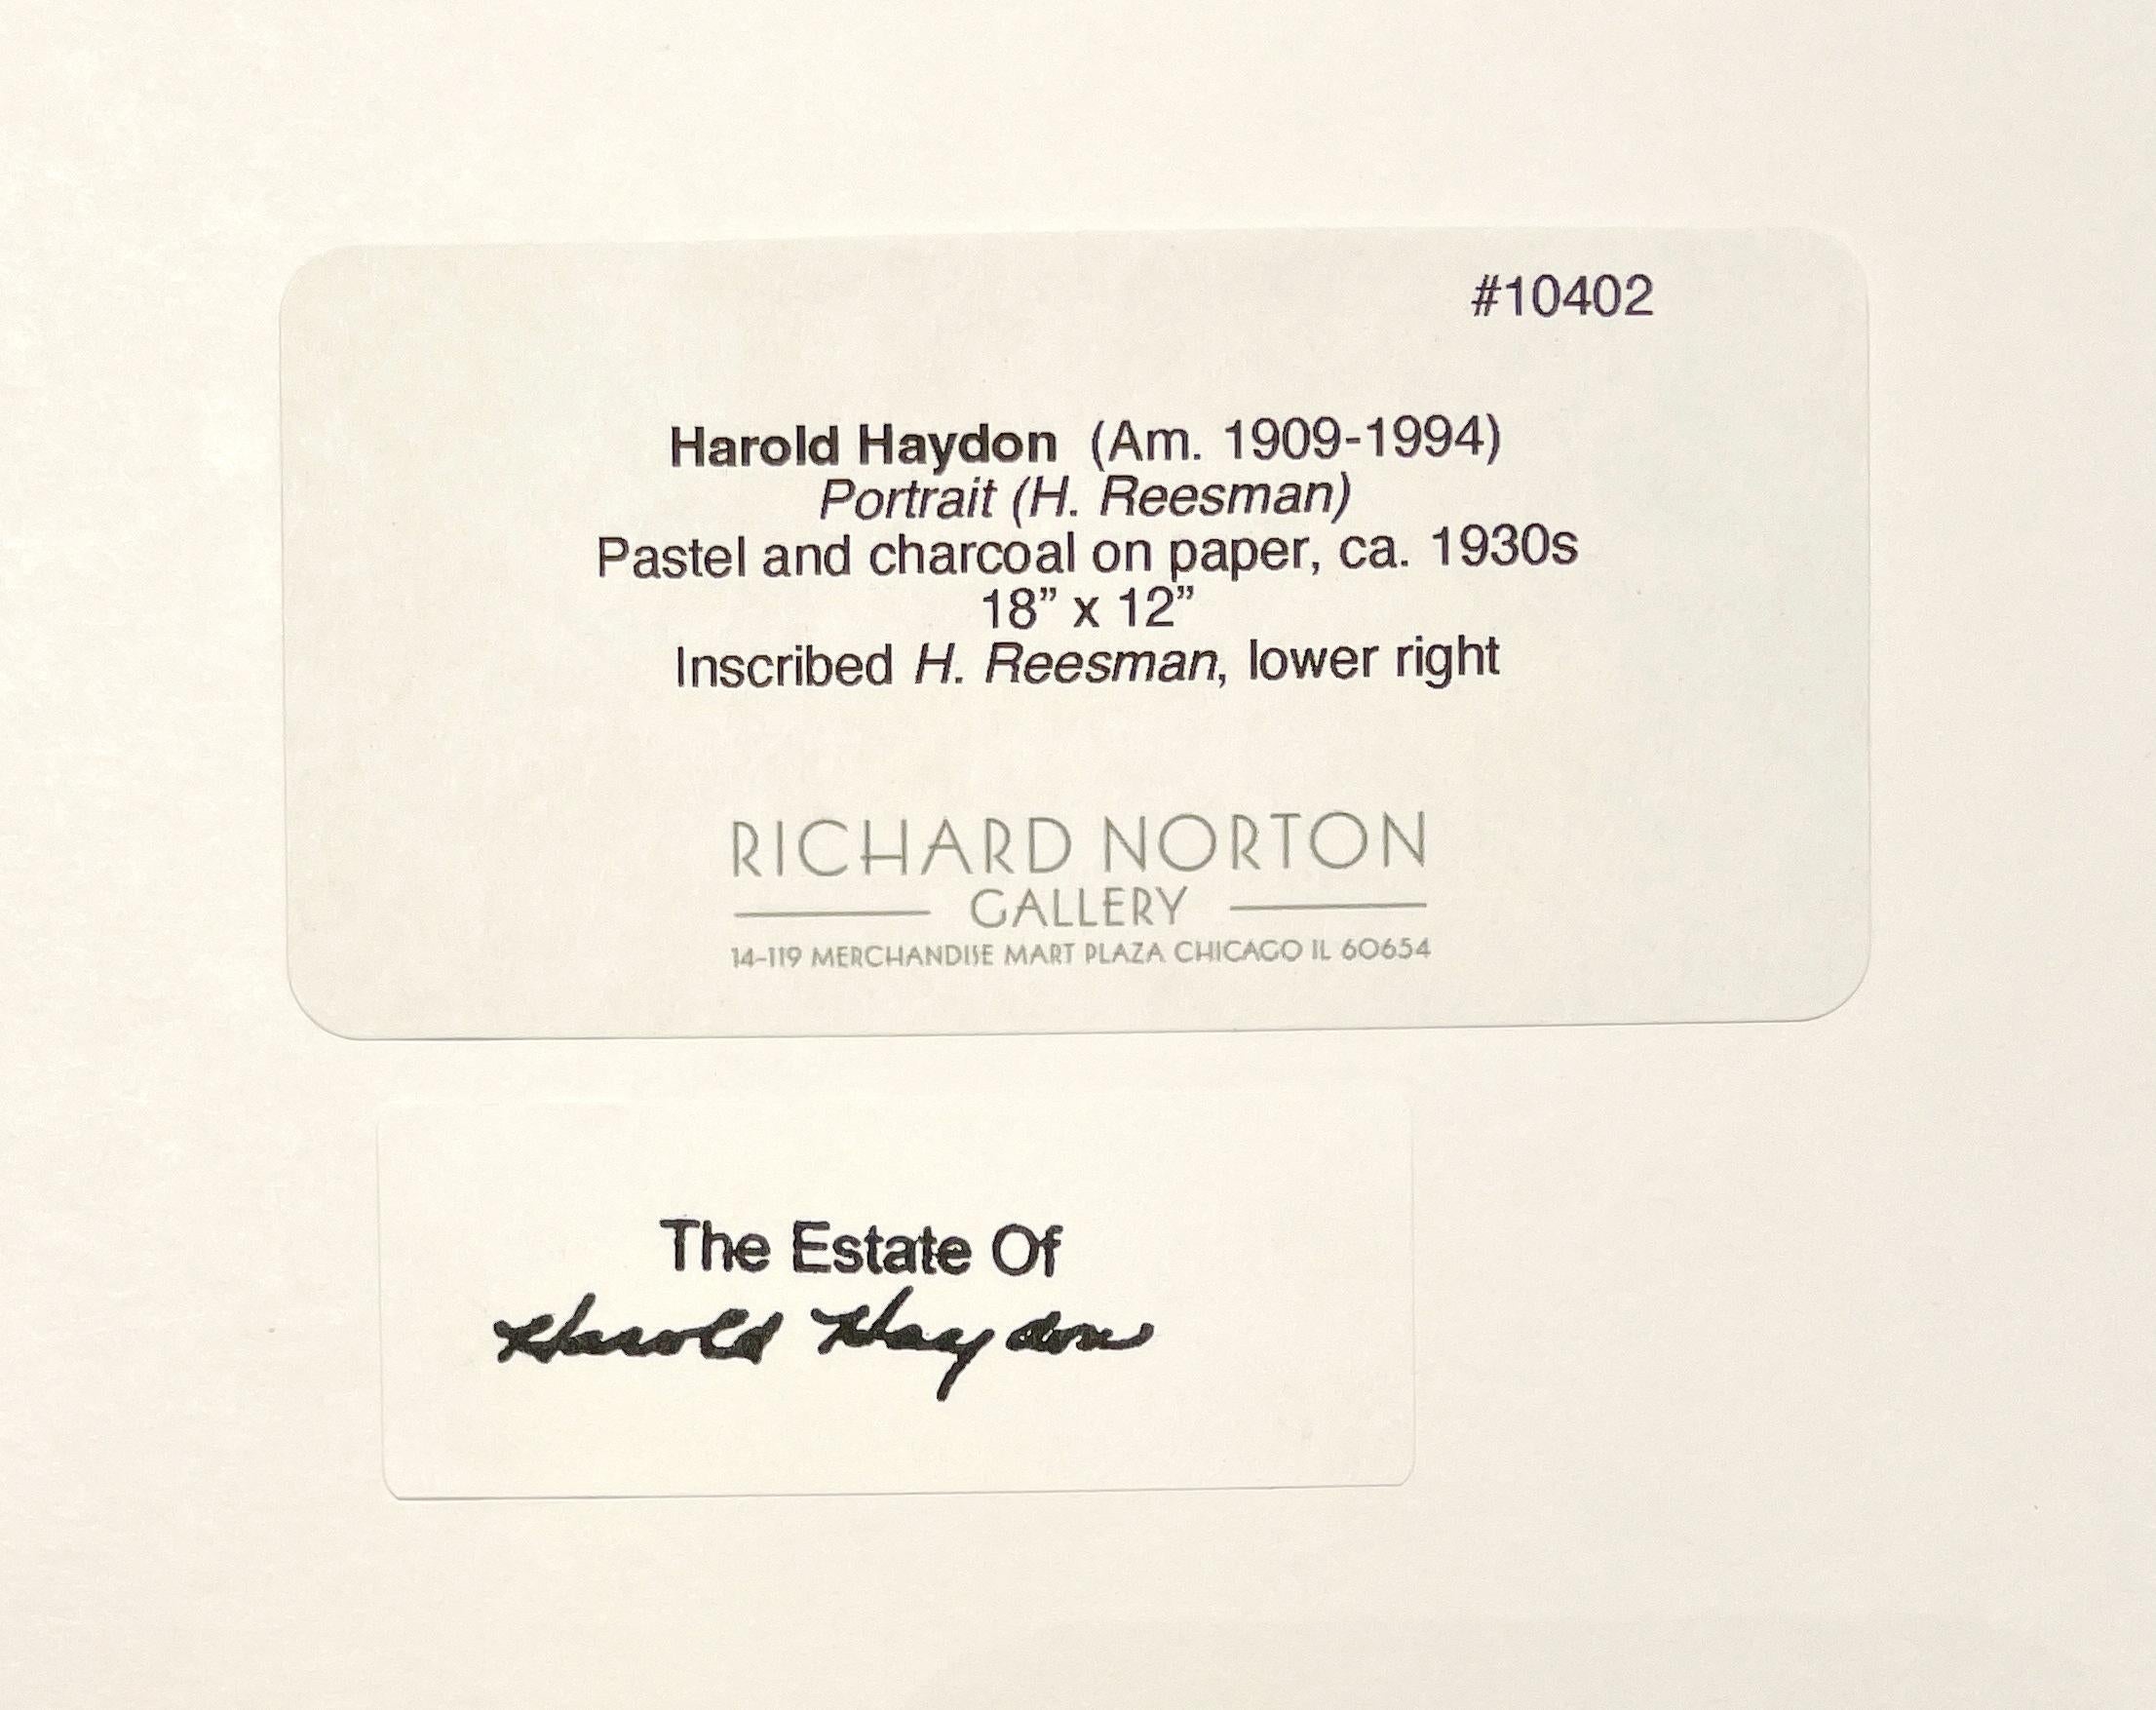 #10402
Harold Haydon (Am. 1909-1994)
Portrait (H. Reesman)
Pastel and charcoal on paper, ca. 1930s
18” x 12”
Inscribed H. Reesman, lower right
RICHARD NORTON
GALLERY
14-119 MERCHANDISE MART PLAZA CHICAGO IL 60654
The Estate Of
Harold Haydon